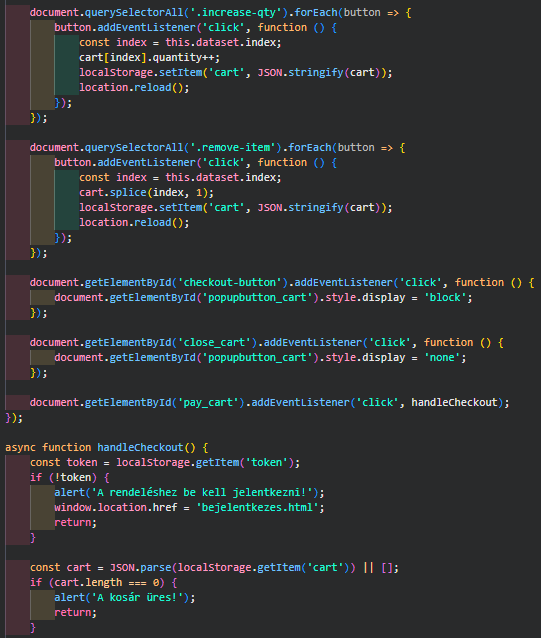 document.querySelectorAll('.increase-qty').forEach(button => {
button.addEventListener('click', function () {
const index = this.dataset.index;
cart[index].quantity++;
localStorage.setItem('cart', JSON.stringify(cart));
location.reload();
});
});
document.querySelectorAll('.remove-item').forEach(button => {
button.addEventListener('click', function () {
const index = this.dataset.index;
cart.splice(index, 1);
localStorage.setItem('cart', JSON.stringify(cart));
location.reload();
});
});
document.getElementById('checkout-button').addEventListener('click', function () {
document.getElementById('popupbutton_cart').style.display = 'block';
});
document.getElementById('close_cart').addEventListener('click', function () {
document.getElementById('popupbutton_cart').style.display = 'none';
});
document.getElementById('pay_cart').addEventListener('click', handleCheckout);
});
async function handleCheckout() {
const token = localStorage.getItem('token');
if (!token) {
alert('A rendeléshez be kell jelentkezni!');
window.location.href = 'bejelentkezes.html';
return;
}
const cart = JSON.parse(localStorage.getItem('cart')) || [];
if (cart.length === 0) {
alert('A kosár üres!');
return;
}